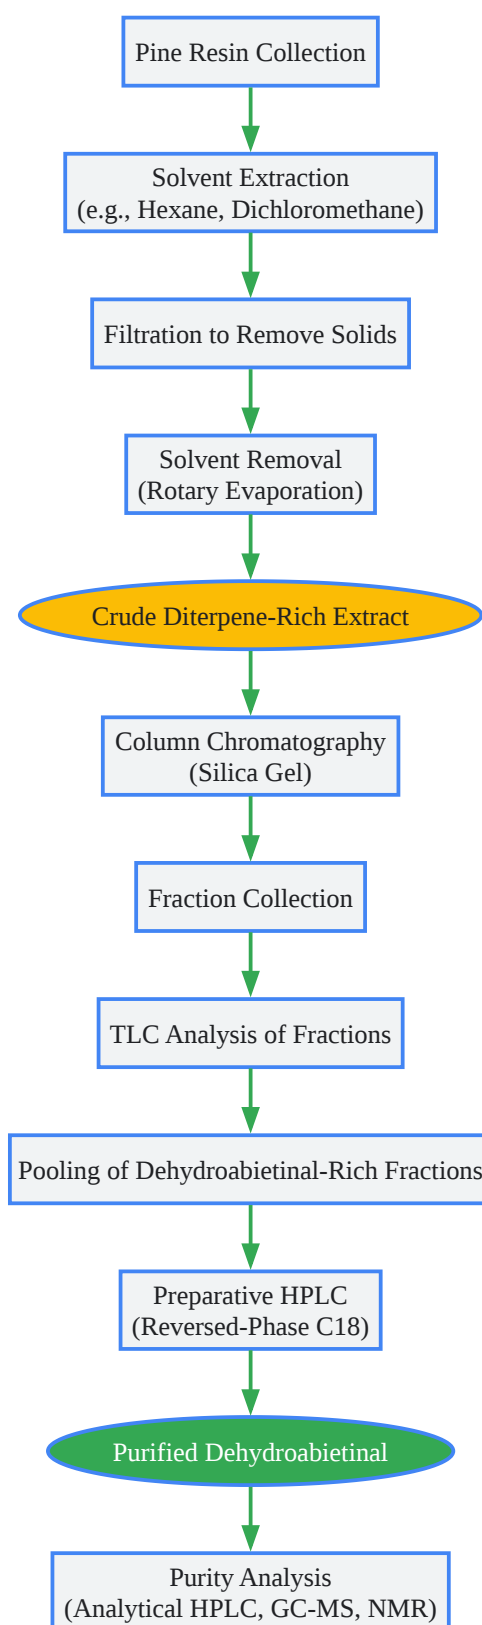 Pine Resin Collection
Solvent Extraction
(e.g., Hexane, Dichloromethane)
Filtration to Remove Solids
Solvent Removal
(Rotary Evaporation)
Crude Diterpene-Rich Extract
Column Chromatography
(Silica Gel)
Fraction Collection
TLC Analysis of Fractions
Pooling of Dehydroabietinal-Rich Fractions
Preparative HPLC
(Reversed-Phase C18)
Purified Dehydroabietinal
Purity Analysis
(Analytical HPLC, GC-MS, NMR)